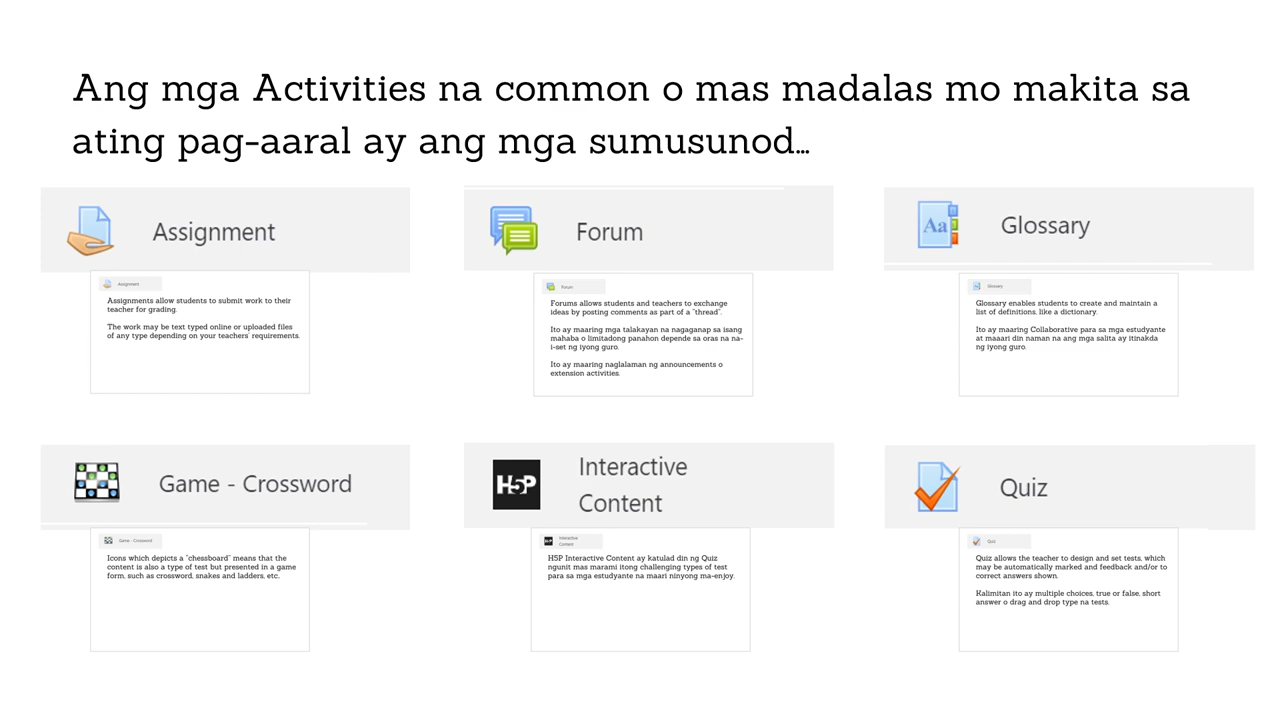 Ang mga Activities na common o mas madalas mo makita sa
ating pag-aaral ay ang mga sumusunod...
Assignment
Assignment
Assignments allow students to submit work to their
teacher for grading.
The work may be text typed online or uploaded files
of any type depending on your teachers' requirements.
Forum
Forum
Forums allows students and teachers to exchange
ideas by posting comments as part of a "thread".
Ito ay maaring mga talakayan na nagaganap sa isang
mahaba o limitadong panahon depende sa oras na na-
i-set ng iyong guro.
Ito ay maaring naglalaman ng announcements o
extension activities.
Aa
Glossary
Glossary
Glossary enables students to create and maintain a
list of definitions, like a dictionary.
Ito ay maaring Collaborative para sa mga estudyante
at maaari din naman na ang mga salita ay itinakda
ng iyong guro.
Game - Crossword
Game - Crossword
Icons which depicts a "chessboard" means that the
content is also a type of test but presented in a game
form, such as crossword, snakes and ladders, etc.
H5P
Interactive
Content
H5P
Interactive
Content
H5P Interactive Content ay katulad din ng Quiz
ngunit mas marami itong challenging types of test
para sa mga estudyante na maari ninyong ma-enjoy.
Quiz
Quiz
Quiz allows the teacher to design and set tests, which
may be automatically marked and feedback and/or to
correct answers shown.
Kalimitan ito ay multiple choices, true or false, short
answer o drag and drop type na tests.